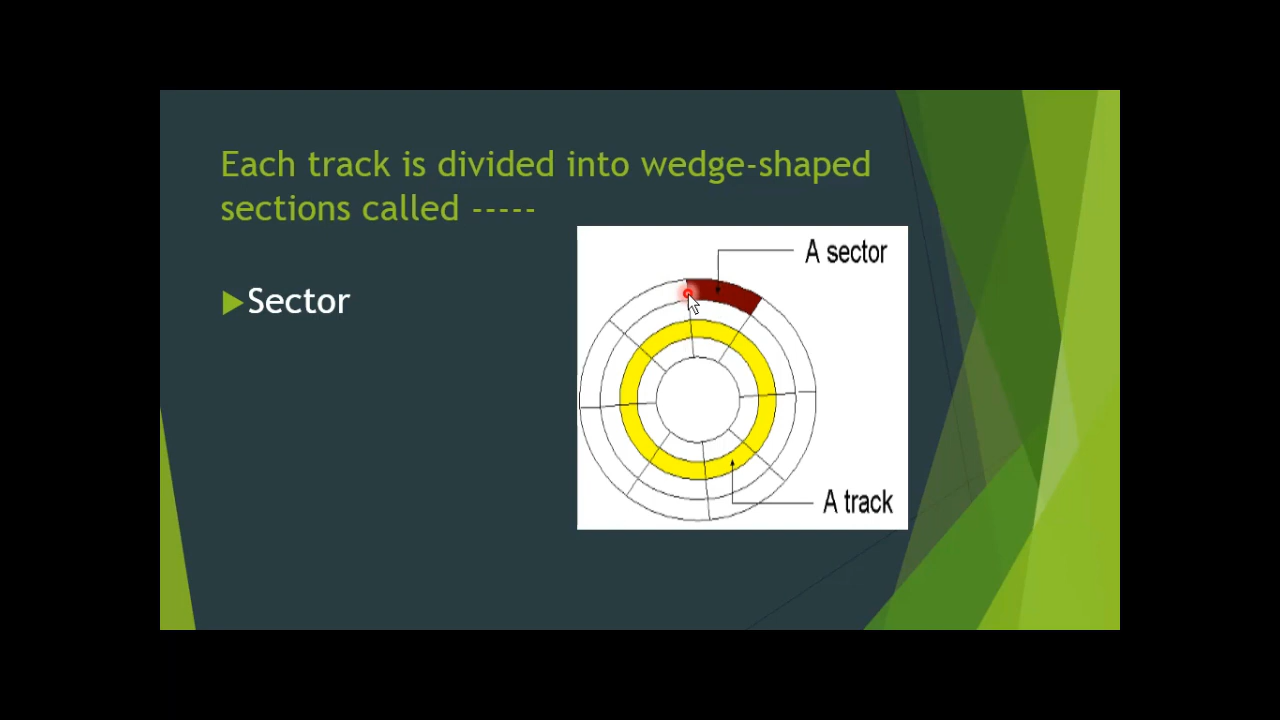 Each track is divided into wedge-shaped
sections called -----
Sector
A sector
A track